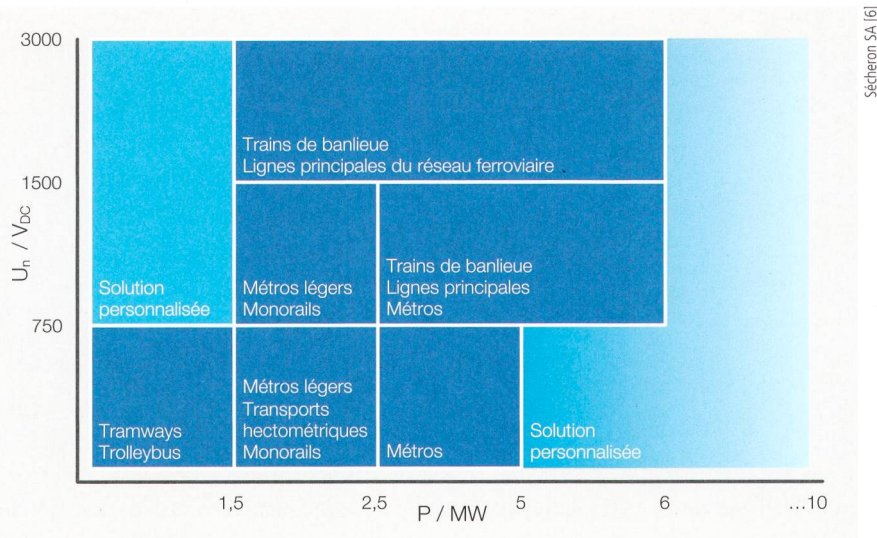 Sécheron SA [6]
3000
Trains de banlieue
Lignes principales du réseau ferroviaire
1500
Uₙ / V_DC
Trains de banlieue
Lignes principales
Métros
Solution
personnalisée
Métros légers
Monorails
750
Métros légers
Transports
hectométriques
Monorails
Tramways
Trolleybus
Métros
Solution
personnalisée
1,5
2,5
5
6
...10
P / MW